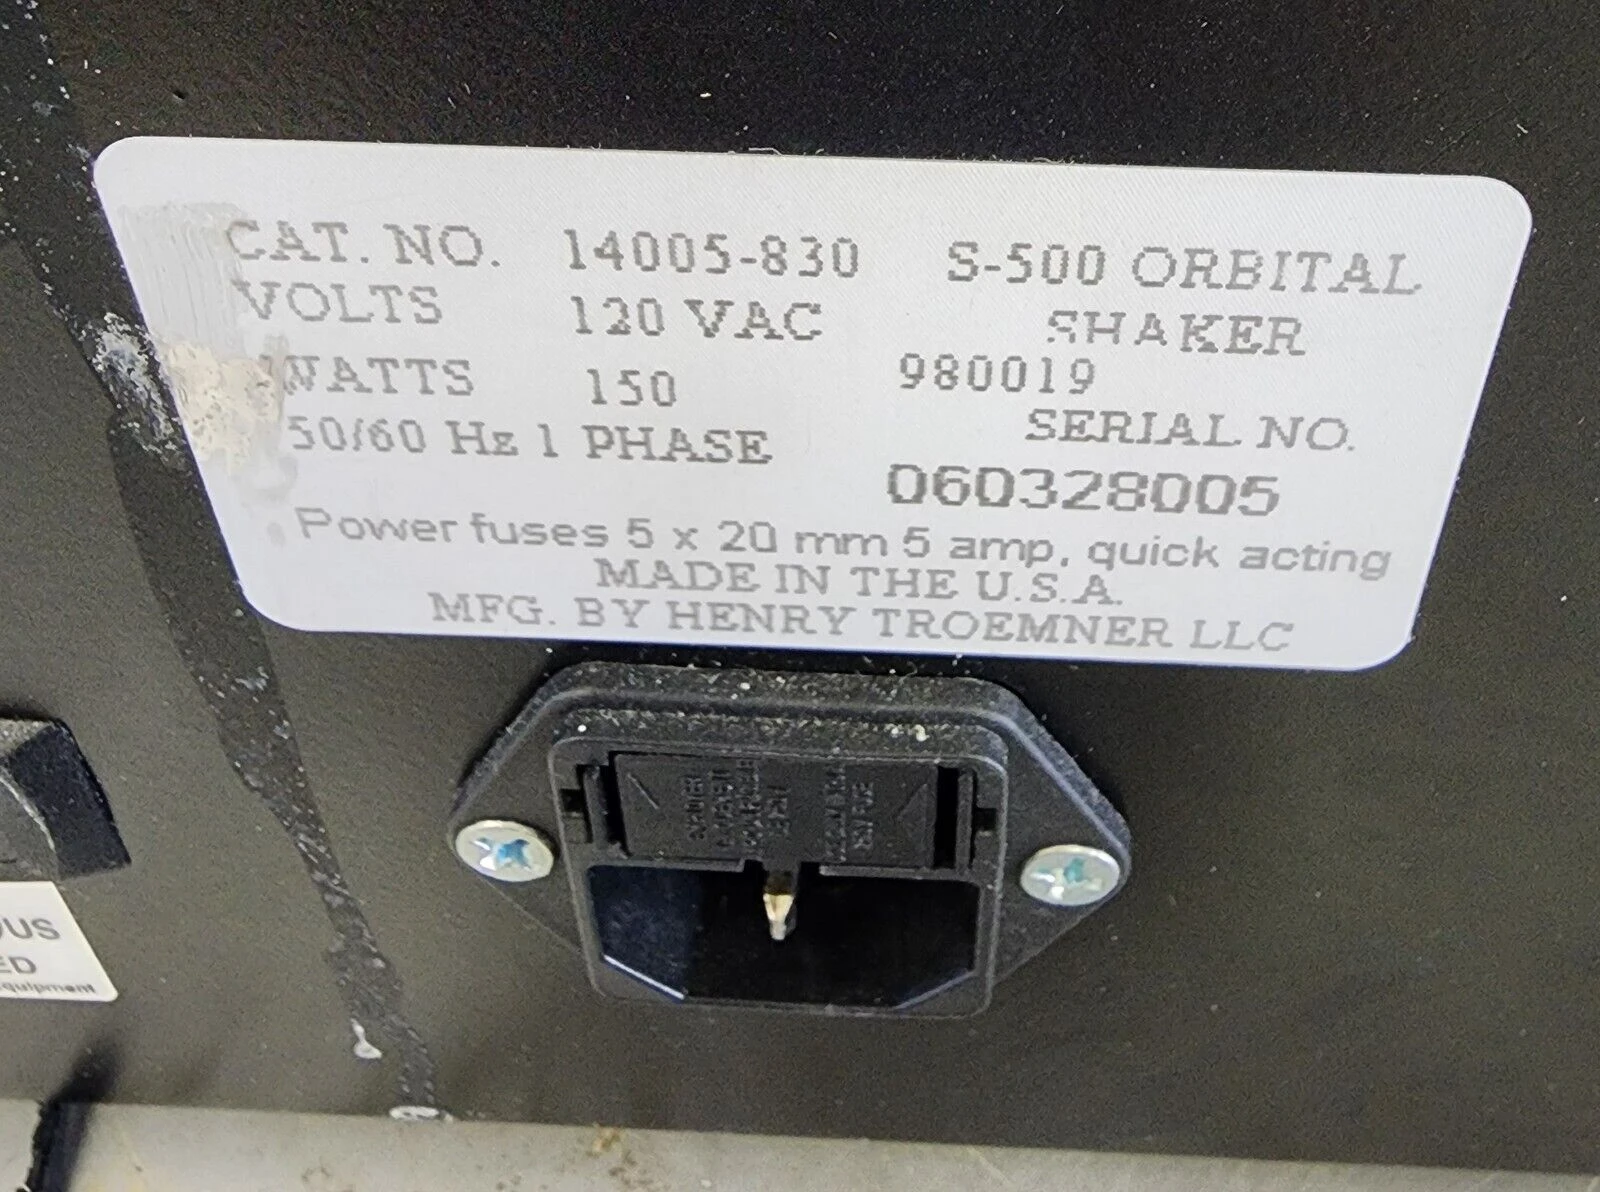 CAT. NO. 14005-830 S-500 ORBITAL
VOLTS 120 VAC SHAKER
WATTS 150 980019
50/60 Hz 1 PHASE SERIAL NO.
060328005
Power fuses 5 x 20 mm 5 amp, quick acting
MADE IN THE U.S.A.
MFG. BY HENRY TROEMNER LLC